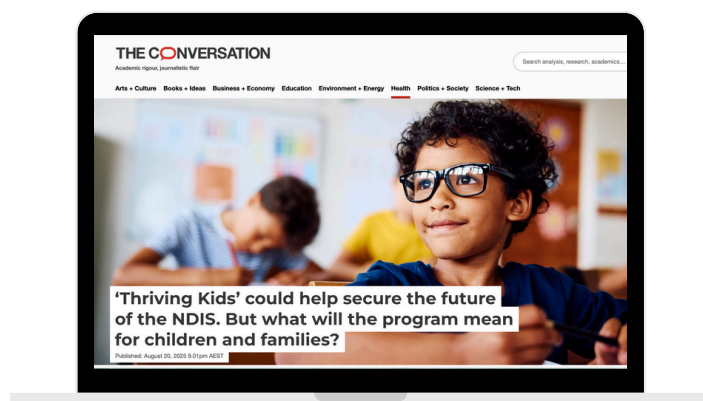 THE CONVERSATION
Academic rigour, journalistic flair
Search analysis, research, academics...
Arts + Culture Books + Ideas Business + Economy Education Environment + Energy Health Politics + Society Science + Tech
‘Thriving Kids’ could help secure the future
of the NDIS. But what will the program mean
for children and families?
Published: August 20, 2025 9.01pm AEST